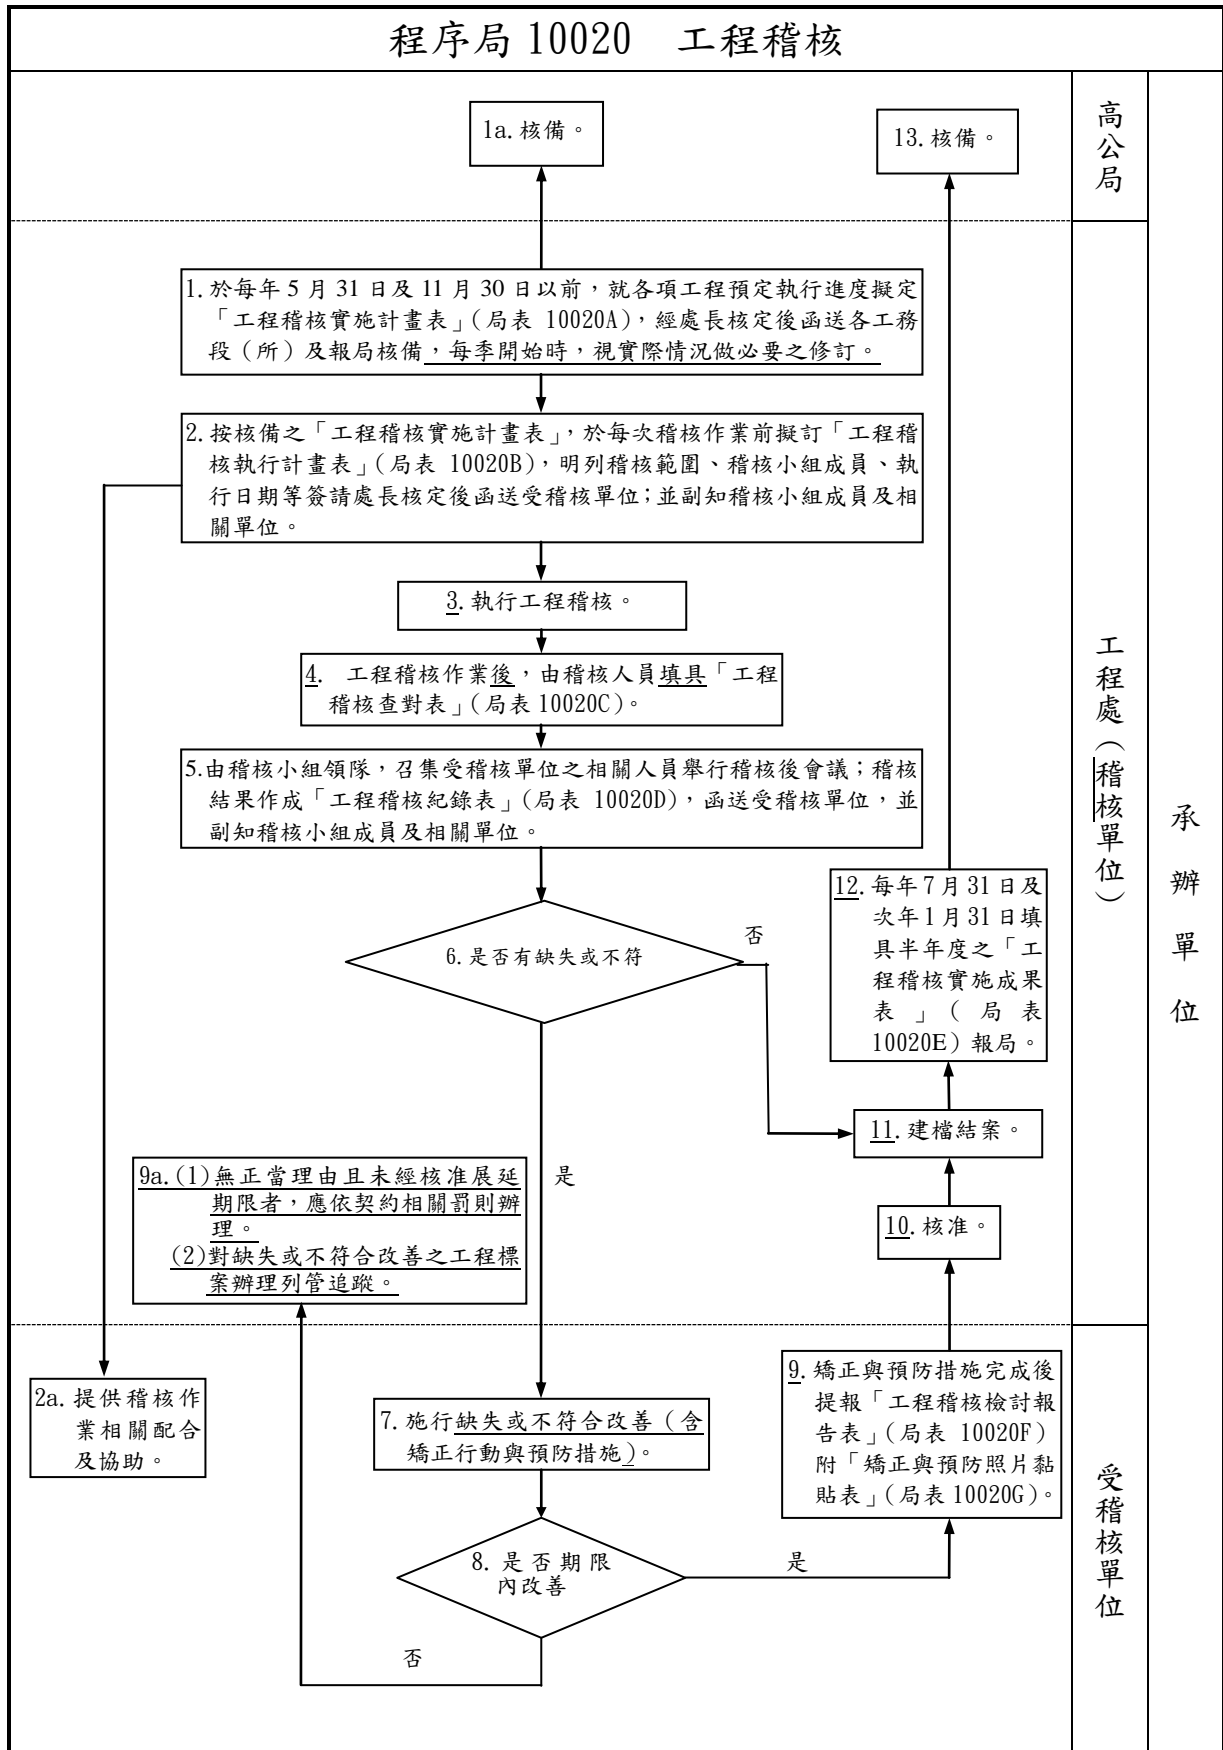 程序局 10020　工程稽核
1a. 核備。
13. 核備。
高公局
1. 於每年 5 月 31 日及 11 月 30 日以前，就各項工程預定執行進度擬定
「工程稽核實施計畫表」（局表 10020A），經處長核定後函送各工務
段（所）及報局核備，每季開始時，視實際情況做必要之修訂。
2. 按核備之「工程稽核實施計畫表」，於每次稽核作業前擬訂「工程稽
核執行計畫表」（局表 10020B），明列稽核範圍、稽核小組成員、執
行日期等簽請處長核定後函送受稽核單位；並副知稽核小組成員及相
關單位。
3. 執行工程稽核。
4.　工程稽核作業後，由稽核人員填具「工程
稽核查對表」（局表 10020C）。
5.由稽核小組領隊，召集受稽核單位之相關人員舉行稽核後會議；稽核
結果作成「工程稽核紀錄表」（局表 10020D），函送受稽核單位，並
副知稽核小組成員及相關單位。
工程處（稽核單位）
承辦單位
6. 是否有缺失或不符
否
是
12. 每年 7 月 31 日及
次年 1 月 31 日填
具半年度之「工
程稽核實施成果
表」（局表
10020E）報局。
11. 建檔結案。
10. 核准。
9a. (1)無正當理由且未經核准展延
期限者，應依契約相關罰則辦
理。
(2)對缺失或不符合改善之工程標
案辦理列管追蹤。
2a. 提供稽核作
業相關配合
及協助。
7. 施行缺失或不符合改善（含
矯正行動與預防措施）。
9. 矯正與預防措施完成後
提報「工程稽核檢討報
告表」（局表 10020F）
附「矯正與預防照片黏
貼表」（局表 10020G）。
受稽核單位
8. 是否期限
內改善
是
否